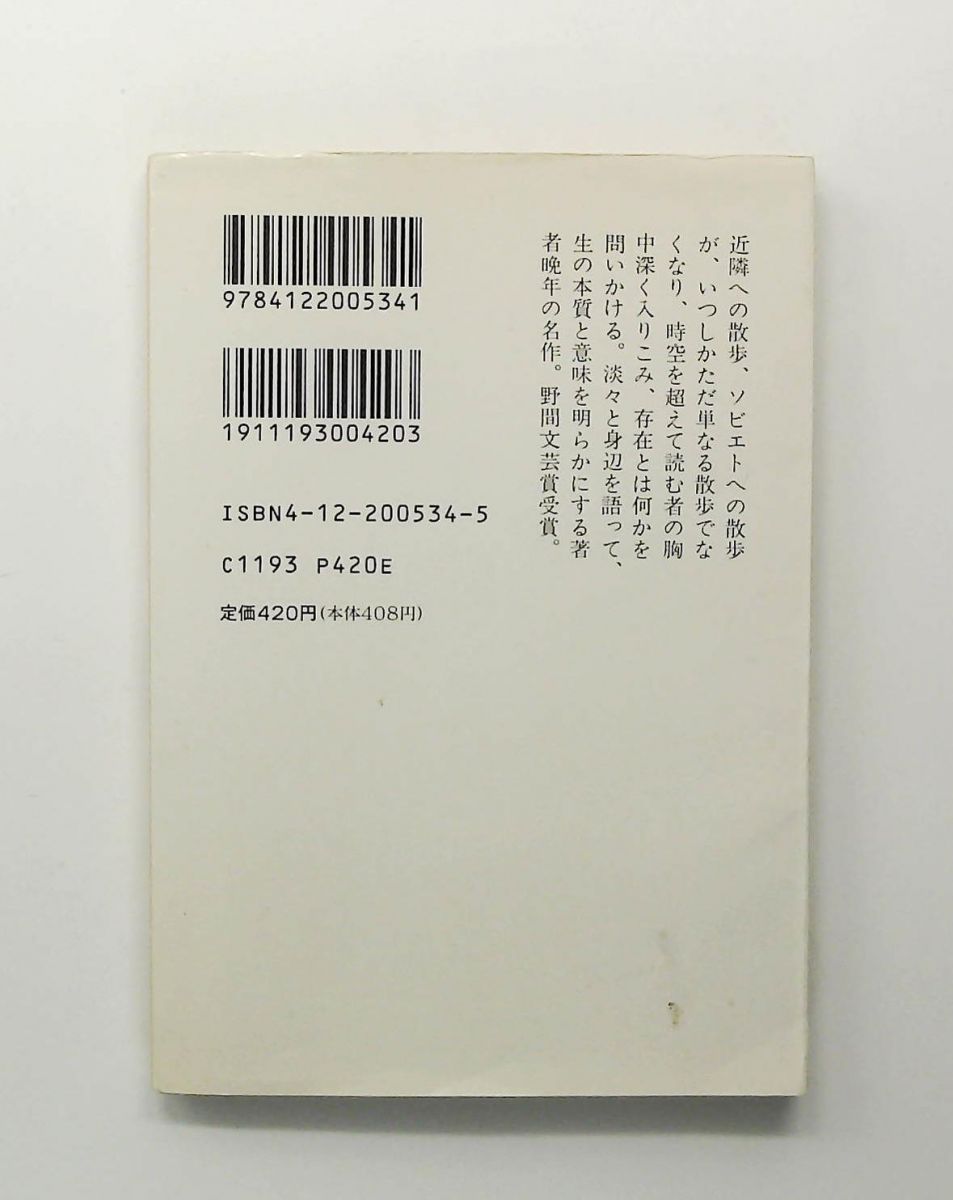 近隣への散歩、ソビエトへの散歩
が、いつしかただ単なる散歩でな
くなり、時空を超えて読む者の胸
中深く入りこみ、存在とは何かを
問いかける。淡々と身辺を語って、
生の本質と意味を明らかにする著
者晩年の名作。野間文芸賞受賞。
9784122005341
1911193004203
ISBN4-12-200534-5
C1193 P420E
定価420円(本体408円)